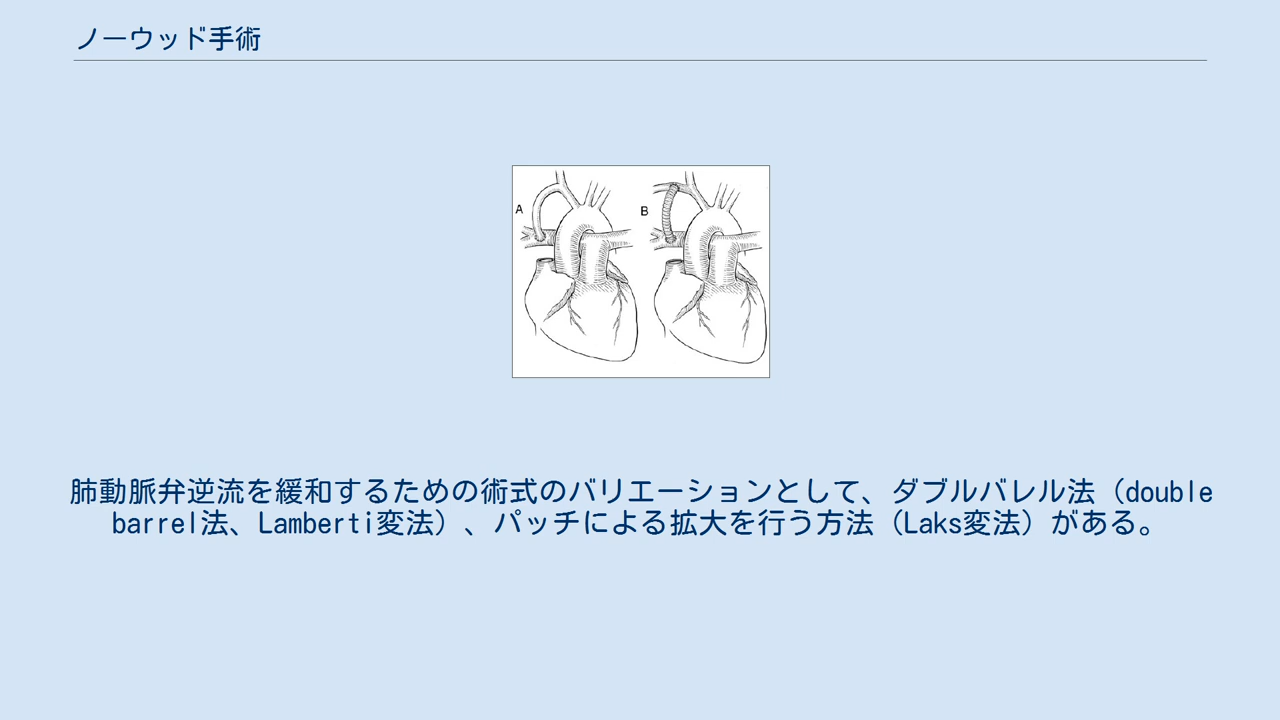 ノーウッド手術
A
B
肺動脈弁逆流を緩和するための術式のバリエーションとして、ダブルバレル法（double
barrel法、Lamberti変法）、パッチによる拡大を行う方法（Laks変法）がある。